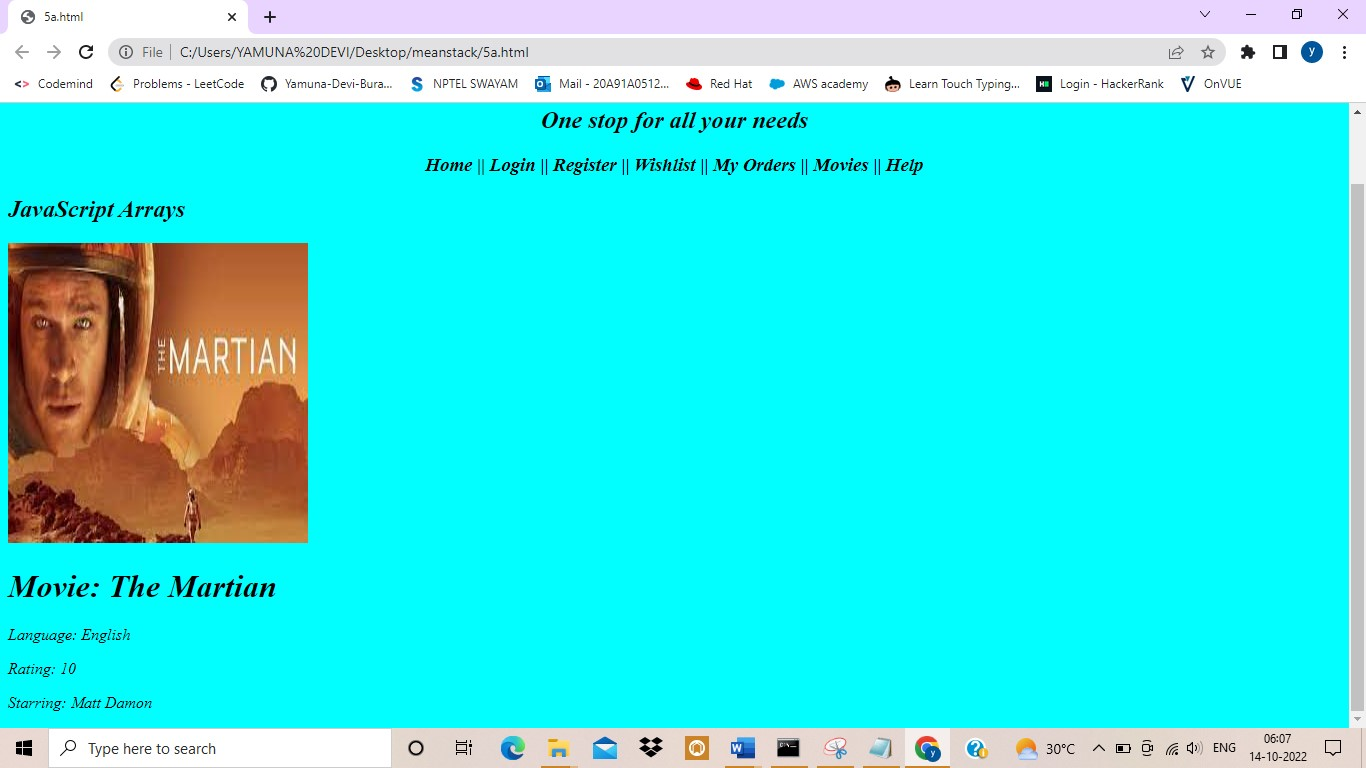 5a.html
File | C:/Users/YAMUNA%20DEVI/Desktop/meanstack/5a.html
y
Codemind Problems - LeetCode Yamuna-Devi-Bura... NPTEL SWAYAM Mail - 20A91A0512... Red Hat AWS academy Learn Touch Typing... Login - HackerRank OnVUE
One stop for all your needs
Home || Login || Register || Wishlist || My Orders || Movies || Help
JavaScript Arrays
THE MARTIAN
Movie: The Martian
Language: English
Rating: 10
Starring: Matt Damon
Type here to search
30°C ENG
06:07
14-10-2022